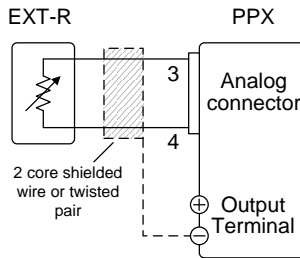 EXT-R
PPX
3
Analog
connector
4
2 core shielded
wire or twisted
pair
+
Output
Terminal
−